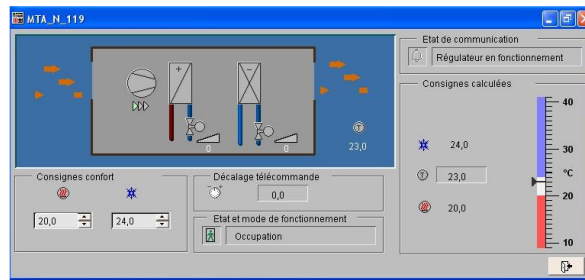 MTA_N_119
Etat de communication
Régulateur en fonctionnement
+
−
0
0
T
23,0
Consignes calculées
24,0
T
23,0
20,0
40
30
°C
20
10
Consignes confort
20,0
24,0
Décalage télécommande
0,0
Etat et mode de fonctionnement
Occupation